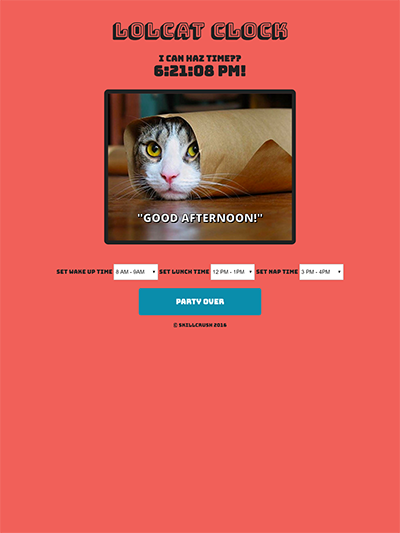 LOLCAT CLOCK
I CAN HAZ TIME??
6:21:08 PM!
"GOOD AFTERNOON!"
SET WAKE UP TIME 8 AM - 9AM SET LUNCH TIME 12 PM - 1PM SET NAP TIME 3 PM - 4PM
PARTY OVER
© SKILLCRUSH 2016